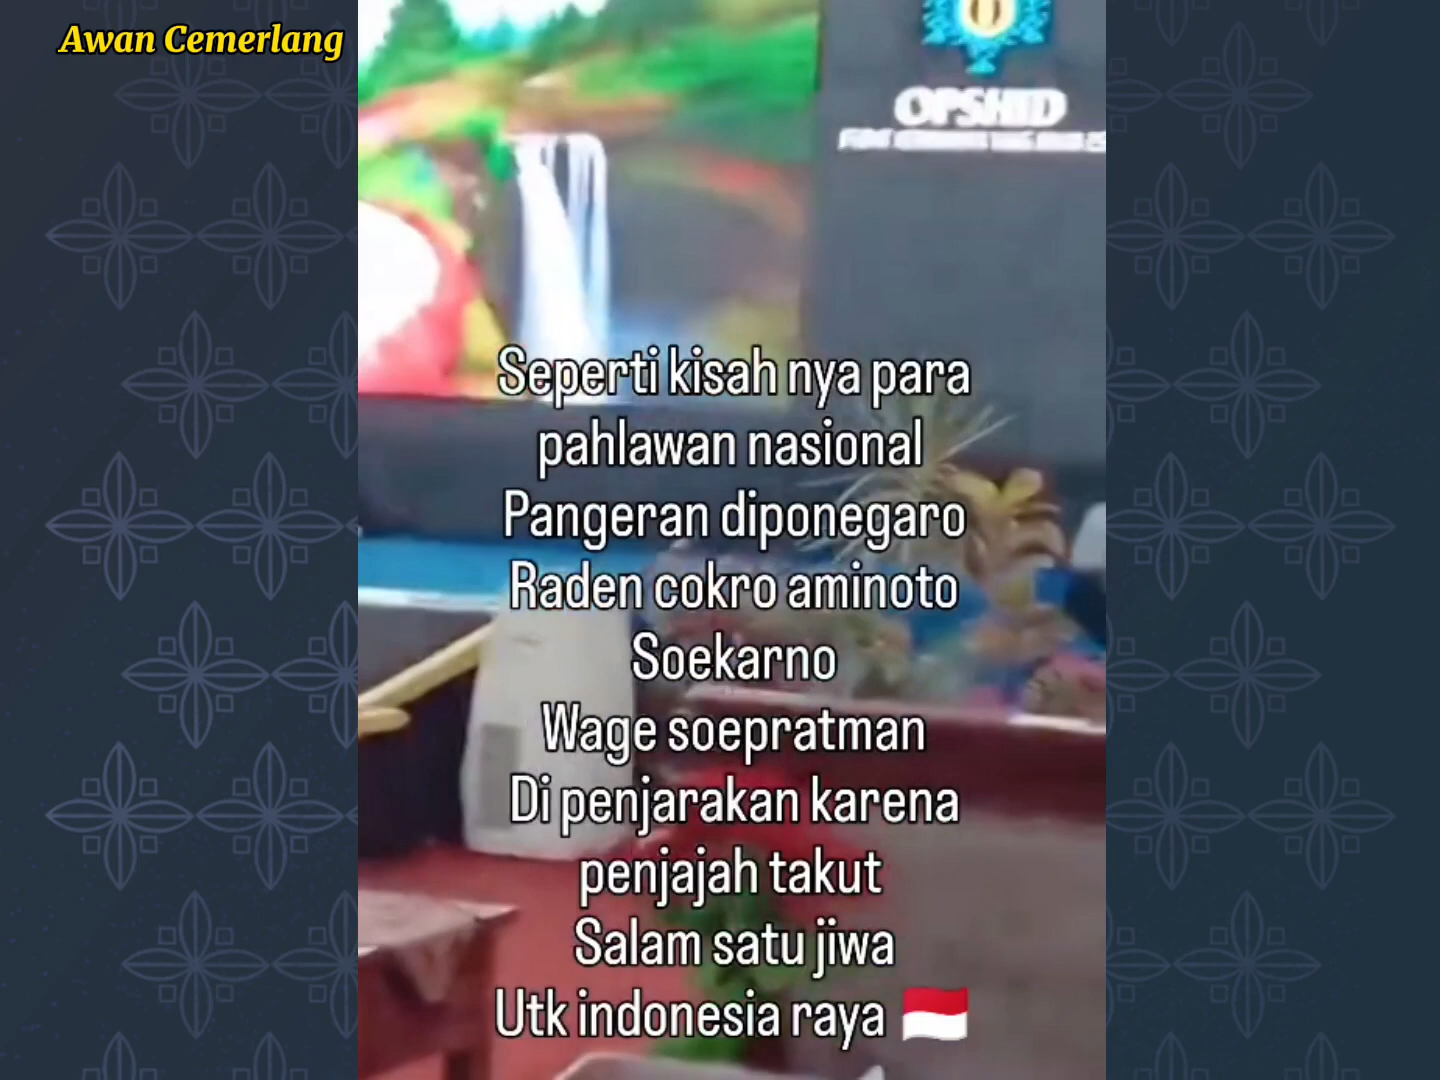 Awan Cemerlang
OPSHID
Seperti kisah nya para
pahlawan nasional
Pangeran diponegaro
Raden cokro aminoto
Soekarno
Wage soepratman
Di penjarakan karena
penjajah takut
Salam satu jiwa
Utk indonesia raya 🇮🇩